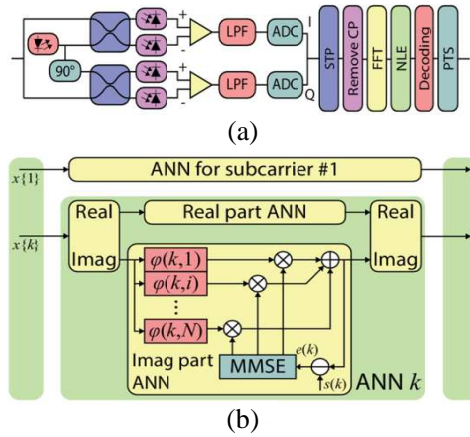 +
-
LPF
ADC
I
90°
+
-
LPF
ADC
Q
STP
Remove CP
FFT
NLE
Decoding
PTS
(a)
x{1}
ANN for subcarrier #1
Real
Imag
Real part ANN
Real
Imag
x{k}
φ(k,1)
φ(k,i)
⋮
φ(k,N)
Imag part
ANN
MMSE
e(k)
s(k)
ANN k
(b)